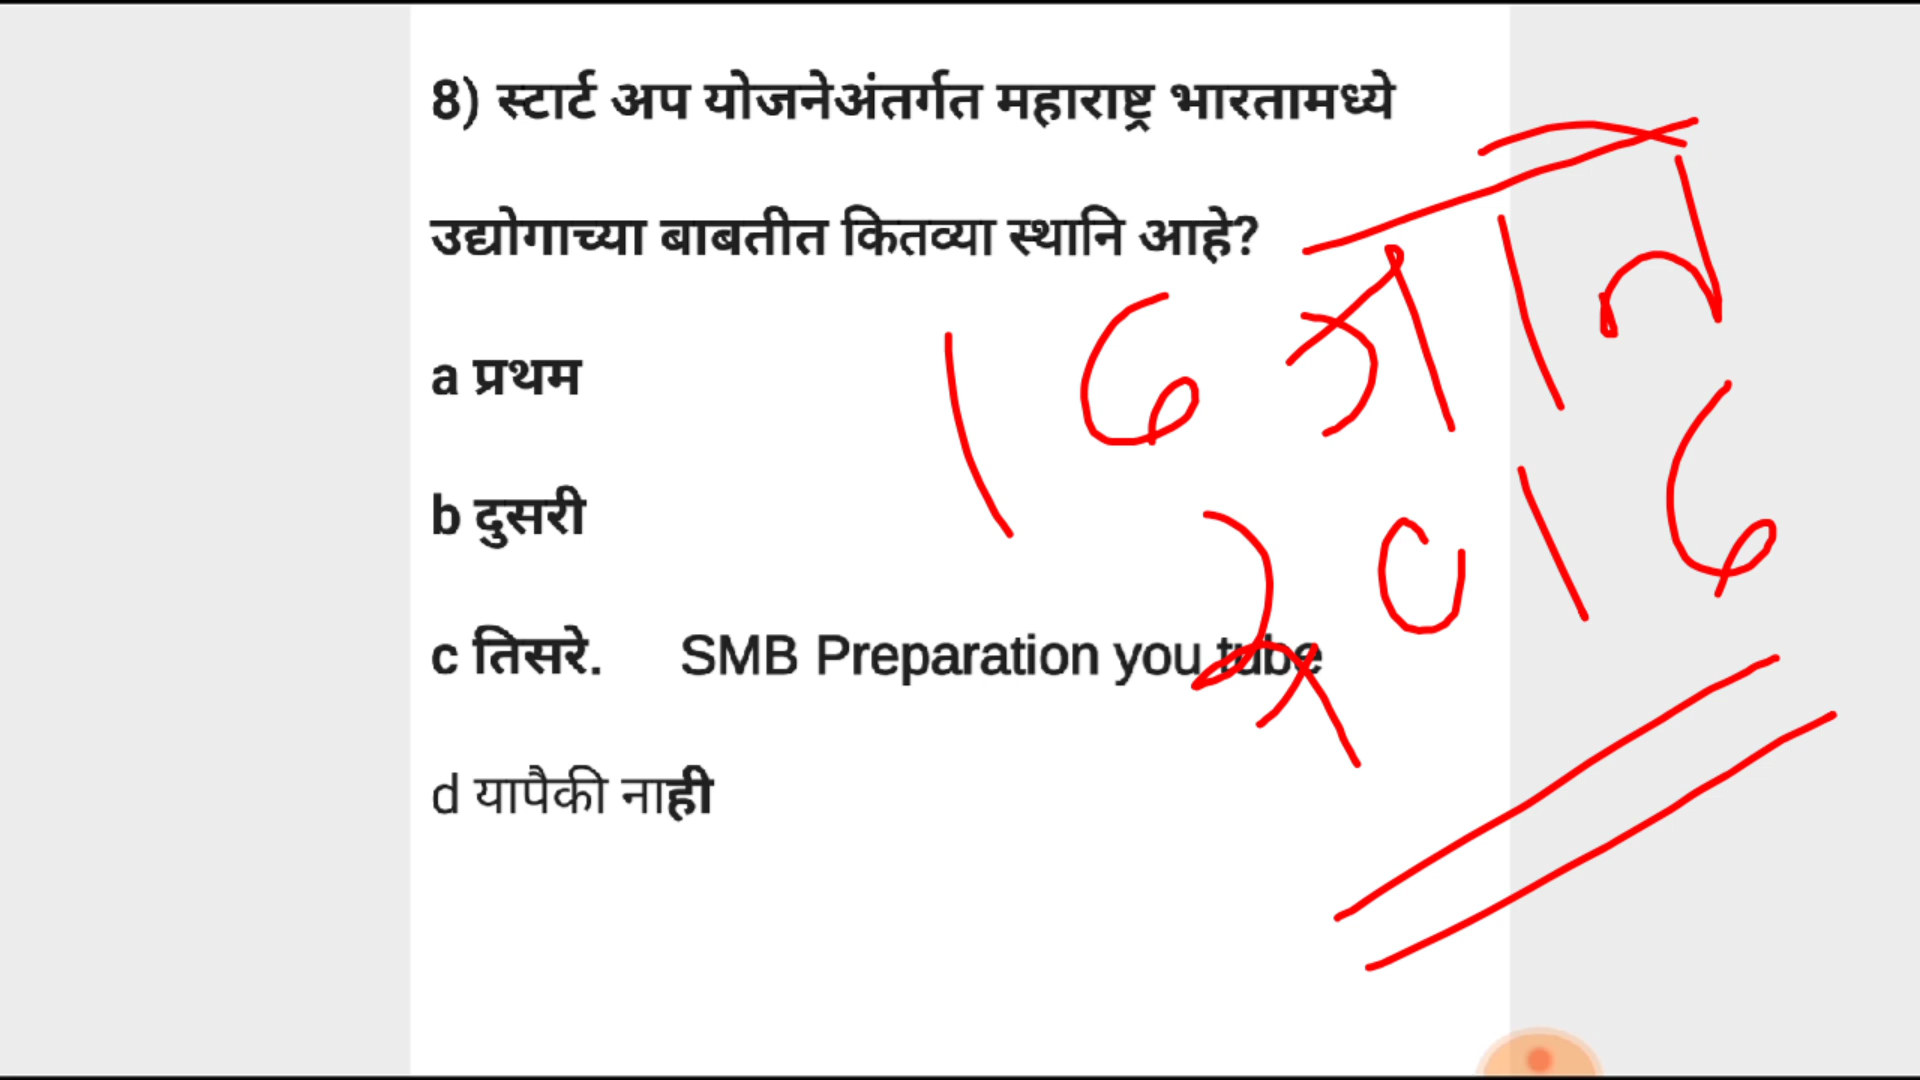 8) स्टार्ट अप योजनेअंतर्गत महाराष्ट्र भारतामध्ये
उद्योगाच्या बाबतीत कितव्या स्थानि आहे?
a प्रथम
b दुसरी
c तिसरे. SMB Preparation you tube
d यापैकी नाही
16 जान
2016